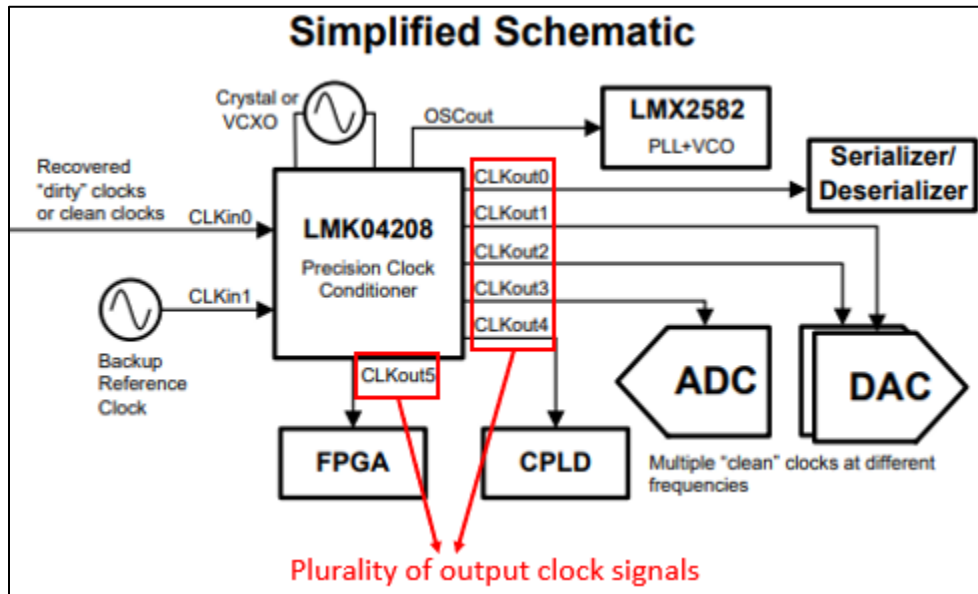 Simplified Schematic
Crystal or
VCXO
OSCout
LMX2582
PLL+VCO
Recovered
"dirty" clocks
or clean clocks
CLKin0
LMK04208
Precision Clock
Conditioner
CLKout0
Serializer/
Deserializer
CLKout1
CLKout2
CLKin1
CLKout3
CLKout4
Backup
Reference
Clock
CLKout5
ADC
DAC
FPGA
CPLD
Multiple "clean" clocks at different
frequencies
Plurality of output clock signals